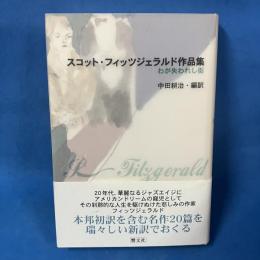 スコット・フィッツジェラルド作品集
わが失われし街
中田耕治・編訳
Fitzgerald
20年代、華麗なるジャズエイジに
アメリカンドリームの寵児として
その刹那的な人生を駆けぬけた悲しみの作家
フィッツジェラルド
本邦初訳を含む名作20篇を
瑞々しい新訳でおくる
響文社